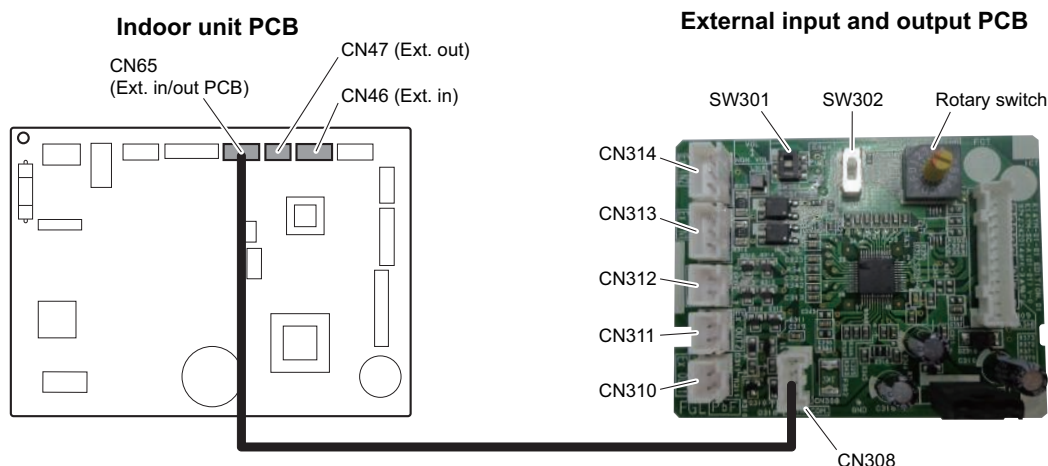 Indoor unit PCB
CN65
(Ext. in/out PCB)
CN47 (Ext. out)
CN46 (Ext. in)
External input and output PCB
SW301
SW302
Rotary switch
CN314
CN313
CN312
CN311
CN310
CN308